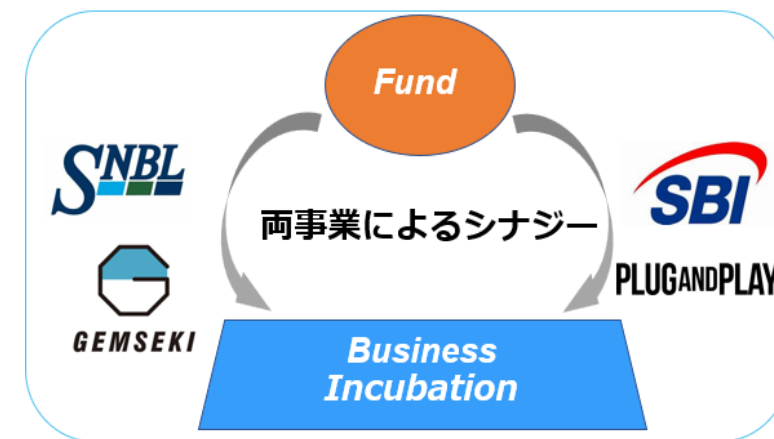 Fund
SNBL
SBI
両事業によるシナジー
GEMSEKI
PLUGANDPLAY
Business
Incubation